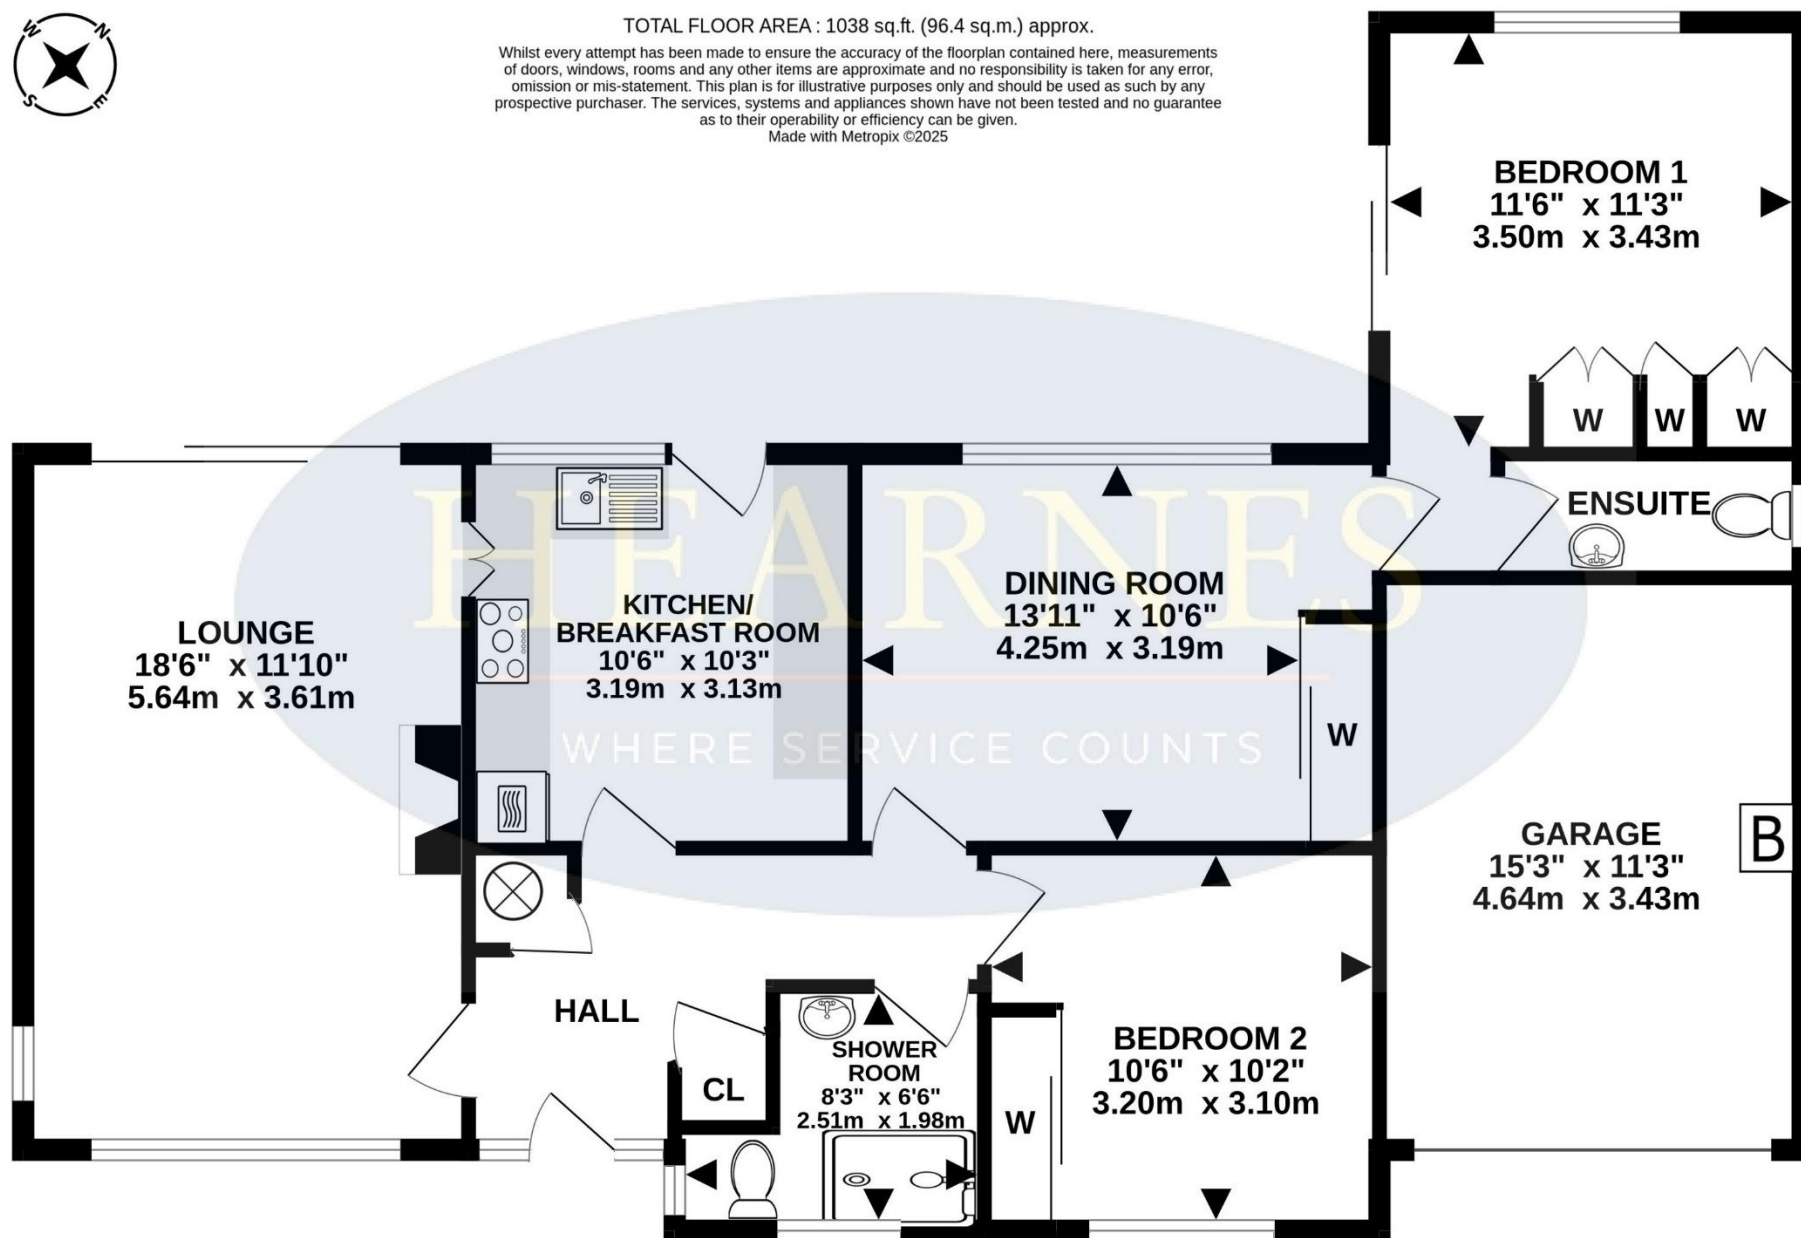 W N
S E
TOTAL FLOOR AREA : 1038 sq.ft. (96.4 sq.m.) approx.
Whilst every attempt has been made to ensure the accuracy of the floorplan contained here, measurements
of doors, windows, rooms and any other items are approximate and no responsibility is taken for any error,
omission or mis-statement. This plan is for illustrative purposes only and should be used as such by any
prospective purchaser. The services, systems and appliances shown have not been tested and no guarantee
as to their operability or efficiency can be given.
Made with Metropix ©2025
BEDROOM 1
11'6" x 11'3"
3.50m x 3.43m
W W W
ENSUITE
HEARNES
WHERE SERVICE COUNTS
LOUNGE
18'6" x 11'10"
5.64m x 3.61m
KITCHEN/
BREAKFAST ROOM
10'6" x 10'3"
3.19m x 3.13m
DINING ROOM
13'11" x 10'6"
4.25m x 3.19m
W
GARAGE
15'3" x 11'3"
4.64m x 3.43m
B
HALL
CL
SHOWER
ROOM
8'3" x 6'6"
2.51m x 1.98m
BEDROOM 2
10'6" x 10'2"
3.20m x 3.10m
W